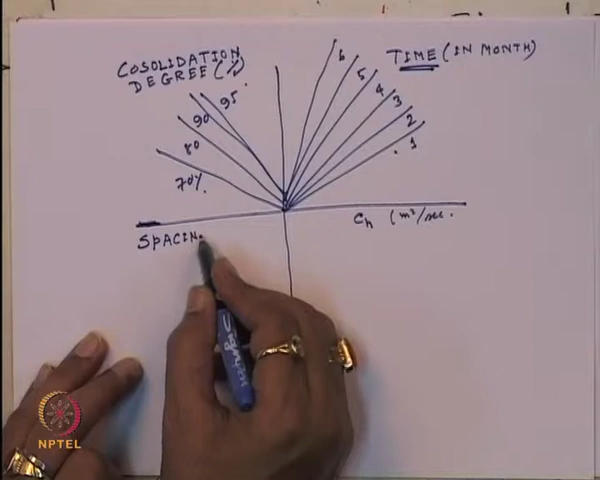 COSOLIDATION
DEGREE (%)
TIME (IN MONTH)
95
90
80
70%
6
5
4
3
2
1
Ch (m²/sec.
SPACIN
Signature
NPTEL